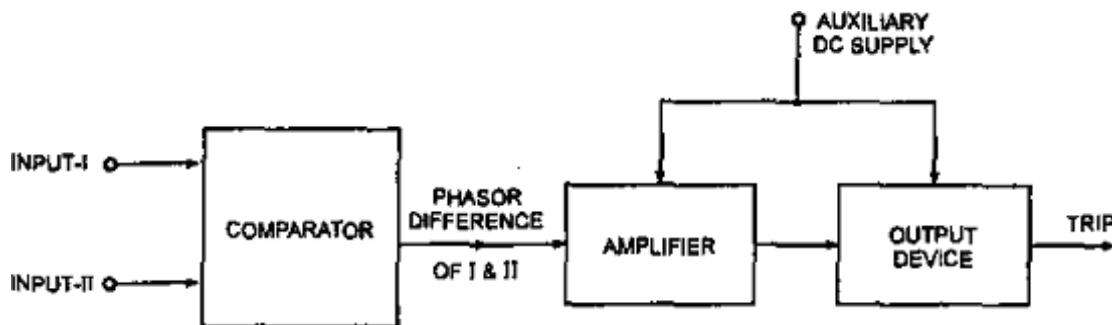 AUXILIARY
DC SUPPLY
INPUT-I
INPUT-II
COMPARATOR
PHASOR
DIFFERENCE
OF I & II
AMPLIFIER
OUTPUT
DEVICE
TRIP